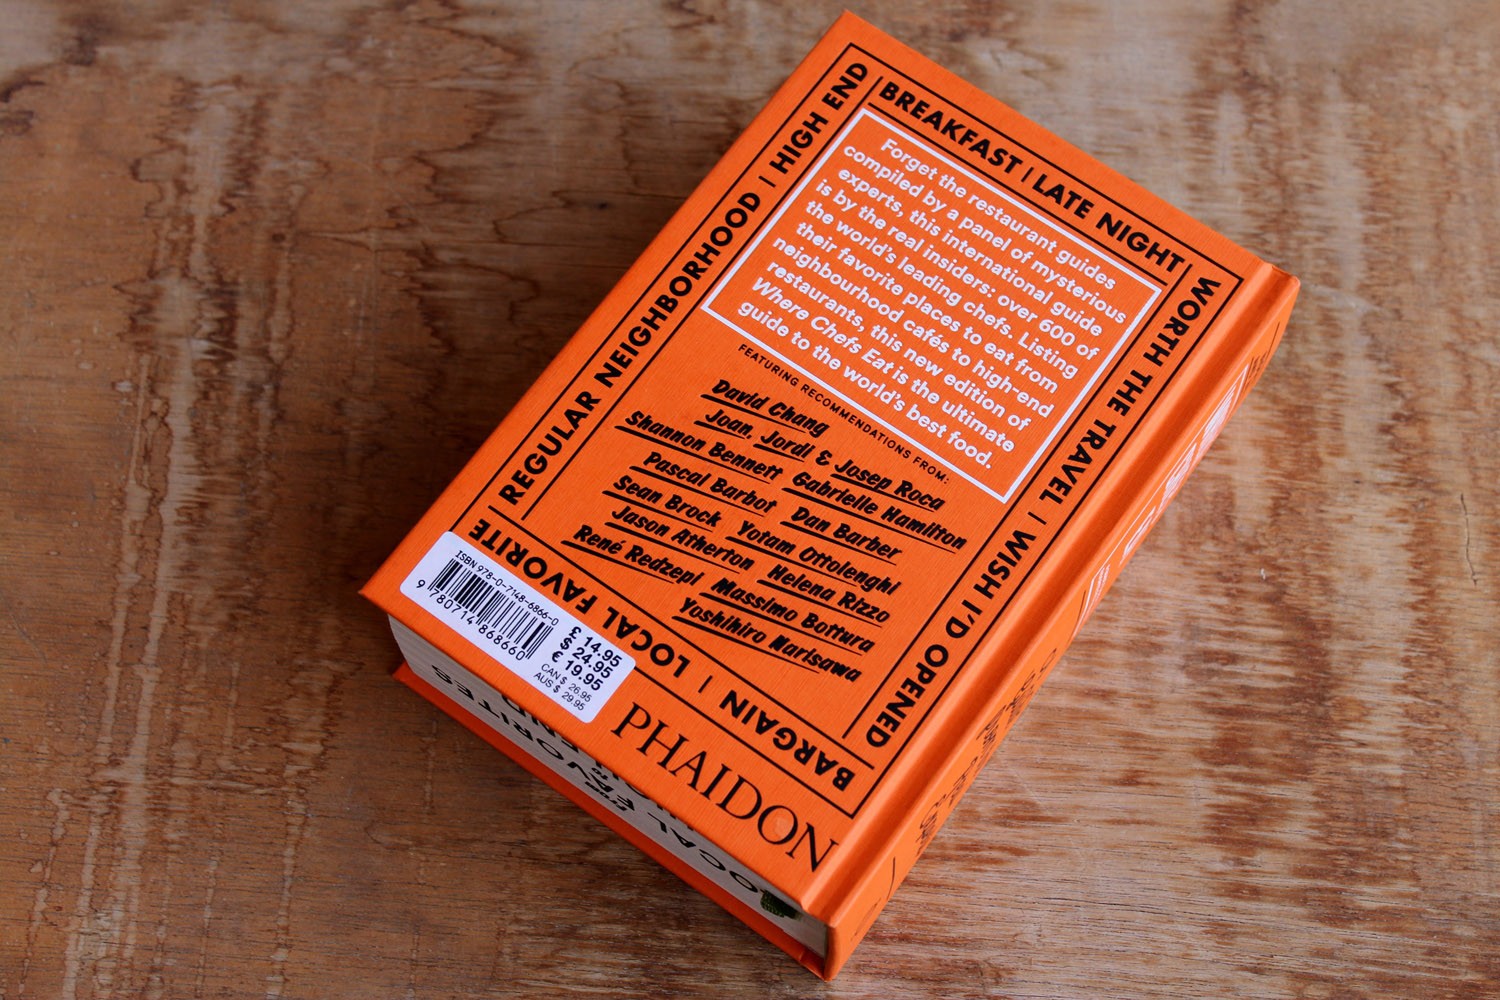 HIGH END
BREAKFAST | LATE NIGHT
WORTH THE TRAVEL | WISH I'D OPENED
REGULAR NEIGHBORHOOD |
BARGAIN | LOCAL FAVORITE
Forget the restaurant guides
compiled by a panel of mysterious
experts, this international guide
is by the real insiders: over 600 of
the world's leading chefs. Listing
their favorite places to eat from
neighbourhood cafés to high-end
restaurants, this new edition of
Where Chefs Eat is the ultimate
guide to the world's best food.
FEATURING RECOMMENDATIONS FROM:
David Chang
Joan, Jordi & Josep Roca
Shannon Bennett Gabrielle Hamilton
Pascal Barbot Dan Barber
Sean Brock Yotam Ottolenghi
Jason Atherton Helena Rizzo
René Redzepi Massimo Bottura
Yoshihiro Narisawa
ISBN 978-0-7148-6866-0
9 780714 868660
£ 14.95
$ 24.95
€ 19.95
CAN $ 26.95
AUS $ 29.95
PHAIDON
FAVORITES
FROM
TO
LOCAL FAVOR